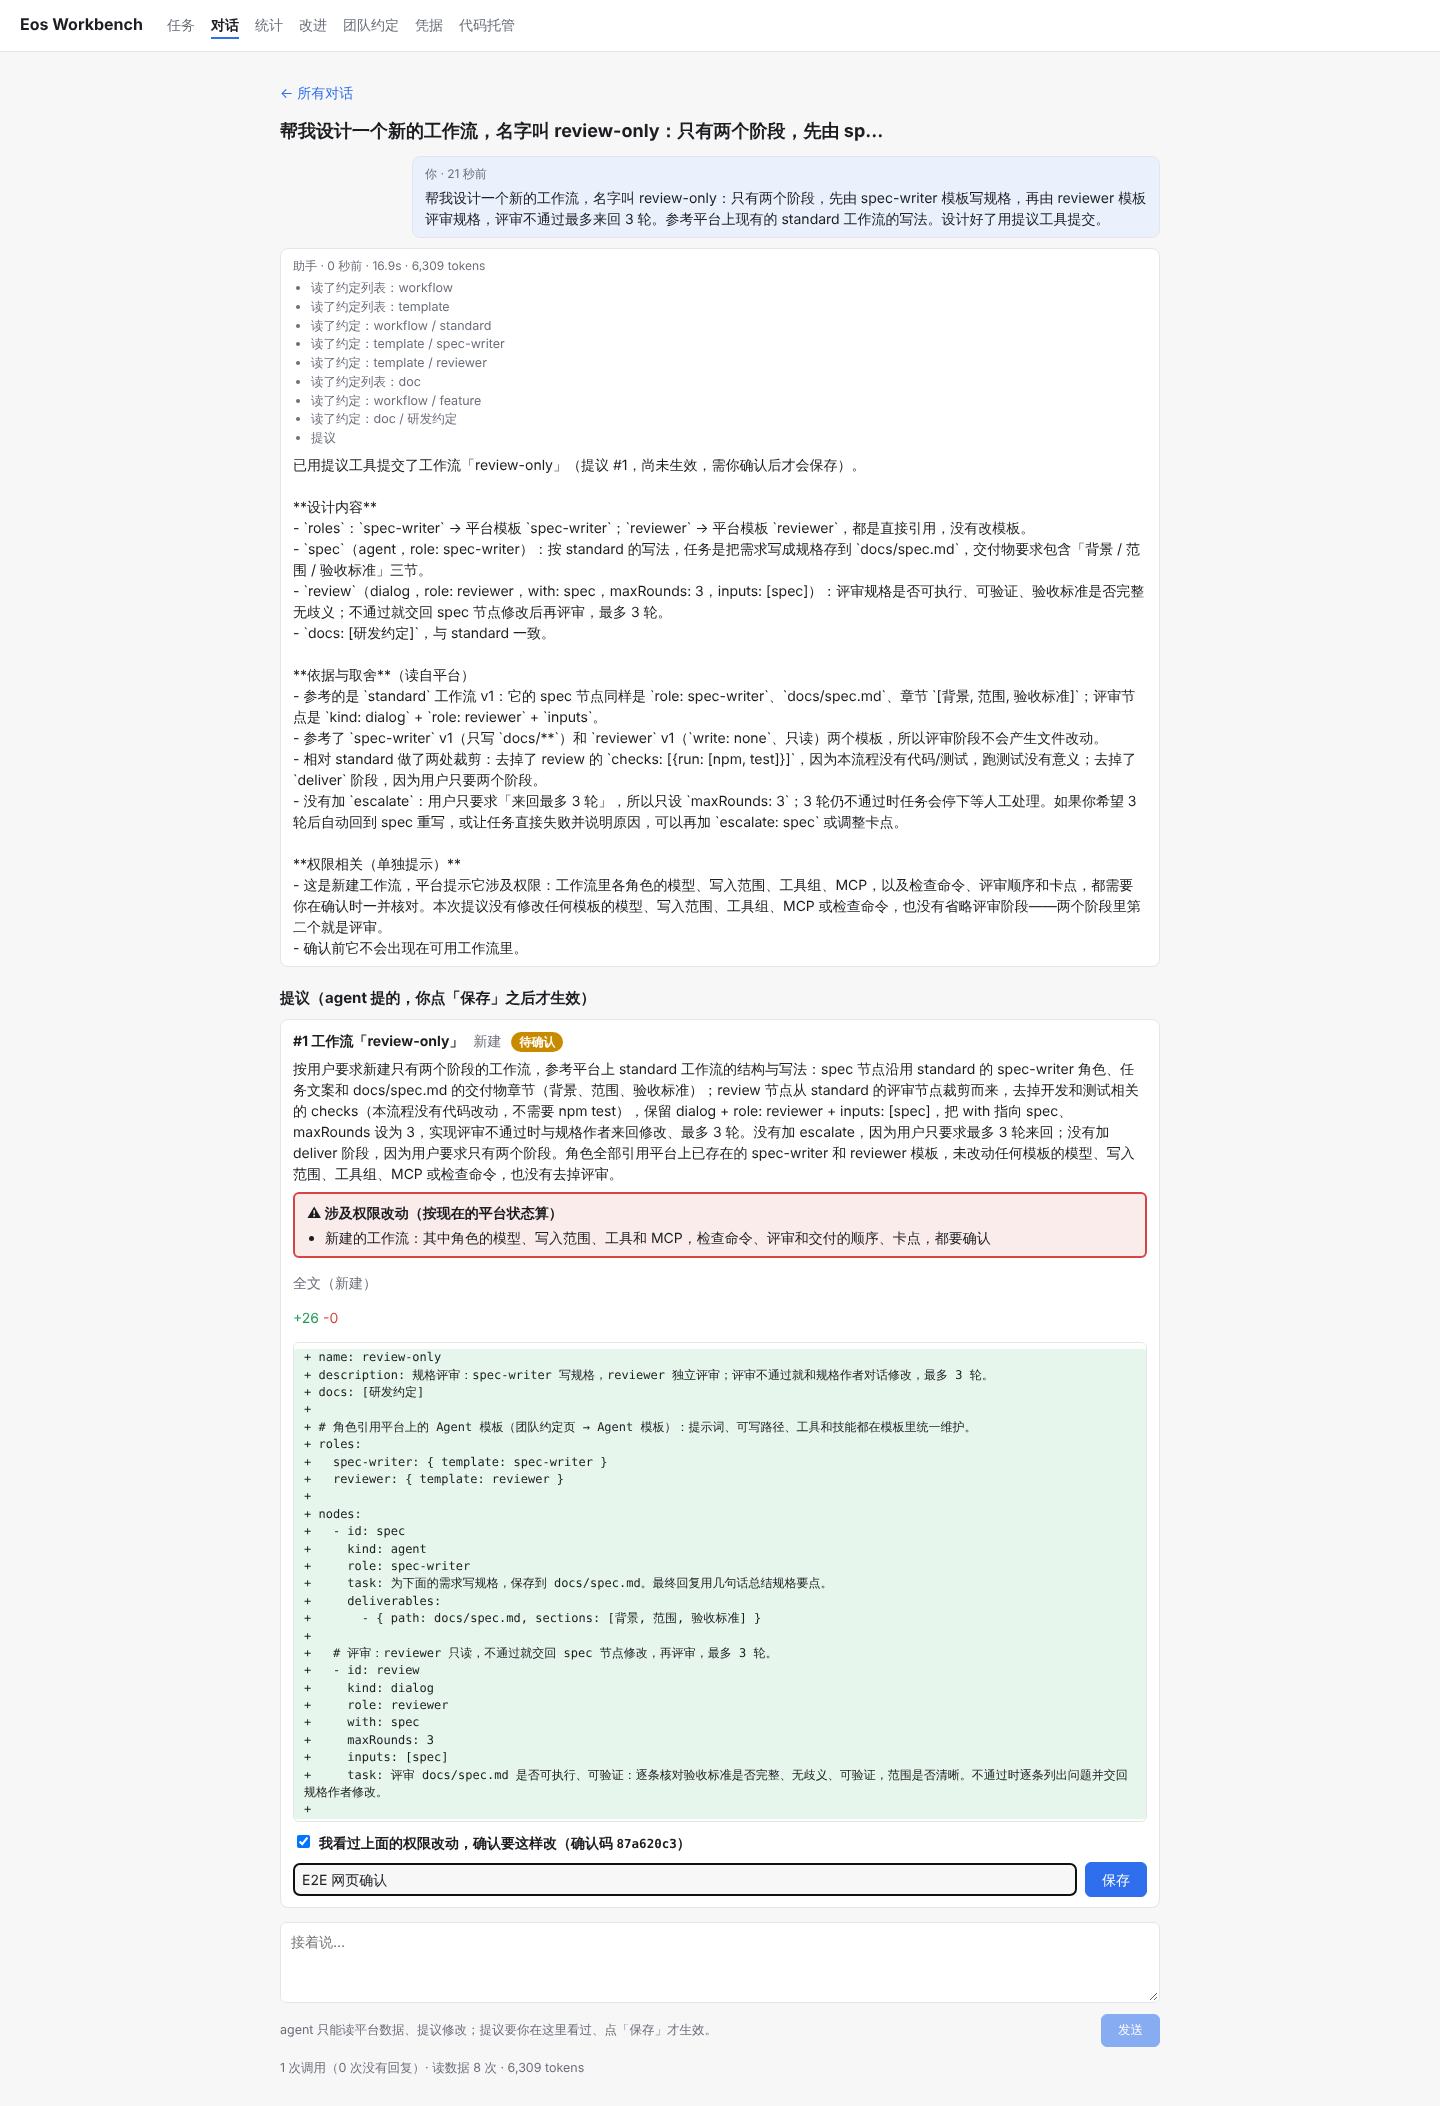 Eos Workbench 任务 对话 统计 改进 团队约定 凭据 代码托管
← 所有对话
帮我设计一个新的工作流，名字叫 review-only：只有两个阶段，先由 sp…
你 · 21 秒前
帮我设计一个新的工作流，名字叫 review-only：只有两个阶段，先由 spec-writer 模板写规格，再由 reviewer 模板
评审规格，评审不通过最多来回 3 轮。参考平台上现有的 standard 工作流的写法。设计好了用提议工具提交。
助手 · 0 秒前 · 16.9s · 6,309 tokens
• 读了约定列表：workflow
• 读了约定列表：template
• 读了约定：workflow / standard
• 读了约定：template / spec-writer
• 读了约定：template / reviewer
• 读了约定列表：doc
• 读了约定：workflow / feature
• 读了约定：doc / 研发约定
• 提议
已用提议工具提交了工作流「review-only」（提议 #1，尚未生效，需你确认后才会保存）。
**设计内容**
- `roles`：`spec-writer` → 平台模板 `spec-writer`；`reviewer` → 平台模板 `reviewer`，都是直接引用，没有改模板。
- `spec`（agent，role: spec-writer）：按 standard 的写法，任务是把需求写成规格存到 `docs/spec.md`，交付物要求包含「背景 / 范
围 / 验收标准」三节。
- `review`（dialog，role: reviewer，with: spec，maxRounds: 3，inputs: [spec]）：评审规格是否可执行、可验证、验收标准是否完整
无歧义；不通过就交回 spec 节点修改后再评审，最多 3 轮。
- `docs: [研发约定]`，与 standard 一致。
**依据与取舍**（读自平台）
- 参考的是 `standard` 工作流 v1：它的 spec 节点同样是 `role: spec-writer`、`docs/spec.md`、章节 `[背景, 范围, 验收标准]`；评审节
点是 `kind: dialog` + `role: reviewer` + `inputs`。
- 参考了 `spec-writer` v1（只写 `docs/**`）和 `reviewer` v1（`write: none`、只读）两个模板，所以评审阶段不会产生文件改动。
- 相对 standard 做了两处裁剪：去掉了 review 的 `checks: [{run: [npm, test]}]`，因为本流程没有代码/测试，跑测试没有意义；去掉了
`deliver` 阶段，因为用户只要两个阶段。
- 没有加 `escalate`：用户只要求「来回最多 3 轮」，所以只设 `maxRounds: 3`；3 轮仍不通过时任务会停下等人工处理。如果你希望 3
轮后自动回到 spec 重写，或让任务直接失败并说明原因，可以再加 `escalate: spec` 或调整卡点。
**权限相关（单独提示）**
- 这是新建工作流，平台提示它涉及权限：工作流里各角色的模型、写入范围、工具组、MCP，以及检查命令、评审顺序和卡点，都需要
你在确认时一并核对。本次提议没有修改任何模板的模型、写入范围、工具组、MCP 或检查命令，也没有省略评审阶段——两个阶段里第
二个就是评审。
- 确认前它不会出现在可用工作流里。
提议（agent 提的，你点「保存」之后才生效）
#1 工作流「review-only」 新建 待确认
按用户要求新建只有两个阶段的工作流，参考平台上 standard 工作流的结构与写法：spec 节点沿用 standard 的 spec-writer 角色、任
务文案和 docs/spec.md 的交付物章节（背景、范围、验收标准）；review 节点从 standard 的评审节点裁剪而来，去掉开发和测试相关
的 checks（本流程没有代码改动，不需要 npm test），保留 dialog + role: reviewer + inputs: [spec]，把 with 指向 spec、
maxRounds 设为 3，实现评审不通过时与规格作者来回修改、最多 3 轮。没有加 escalate，因为用户只要求最多 3 轮来回；没有加
deliver 阶段，因为用户要求只有两个阶段。角色全部引用平台上已存在的 spec-writer 和 reviewer 模板，未改动任何模板的模型、写入
范围、工具组、MCP 或检查命令，也没有去掉评审。
⚠ 涉及权限改动（按现在的平台状态算）
• 新建的工作流：其中角色的模型、写入范围、工具和 MCP，检查命令、评审和交付的顺序、卡点，都要确认
全文（新建）
+26 -0
+ name: review-only
+ description: 规格评审：spec-writer 写规格，reviewer 独立评审；评审不通过就和规格作者对话修改，最多 3 轮。
+ docs: [研发约定]
+
+ # 角色引用平台上的 Agent 模板（团队约定页 → Agent 模板）：提示词、可写路径、工具和技能都在模板里统一维护。
+ roles:
+   spec-writer: { template: spec-writer }
+   reviewer: { template: reviewer }
+
+ nodes:
+   - id: spec
+     kind: agent
+     role: spec-writer
+     task: 为下面的需求写规格，保存到 docs/spec.md。最终回复用几句话总结规格要点。
+     deliverables:
+       - { path: docs/spec.md, sections: [背景, 范围, 验收标准] }
+
+   # 评审：reviewer 只读，不通过就交回 spec 节点修改，再评审，最多 3 轮。
+   - id: review
+     kind: dialog
+     role: reviewer
+     with: spec
+     maxRounds: 3
+     inputs: [spec]
+     task: 评审 docs/spec.md 是否可执行、可验证：逐条核对验收标准是否完整、无歧义、可验证，范围是否清晰。不通过时逐条列出问题并交回
规格作者修改。
+
我看过上面的权限改动，确认要这样改（确认码 87a620c3）
E2E 网页确认 保存
接着说…
agent 只能读平台数据、提议修改；提议要你在这里看过、点「保存」才生效。 发送
1 次调用（0 次没有回复）· 读数据 8 次 · 6,309 tokens